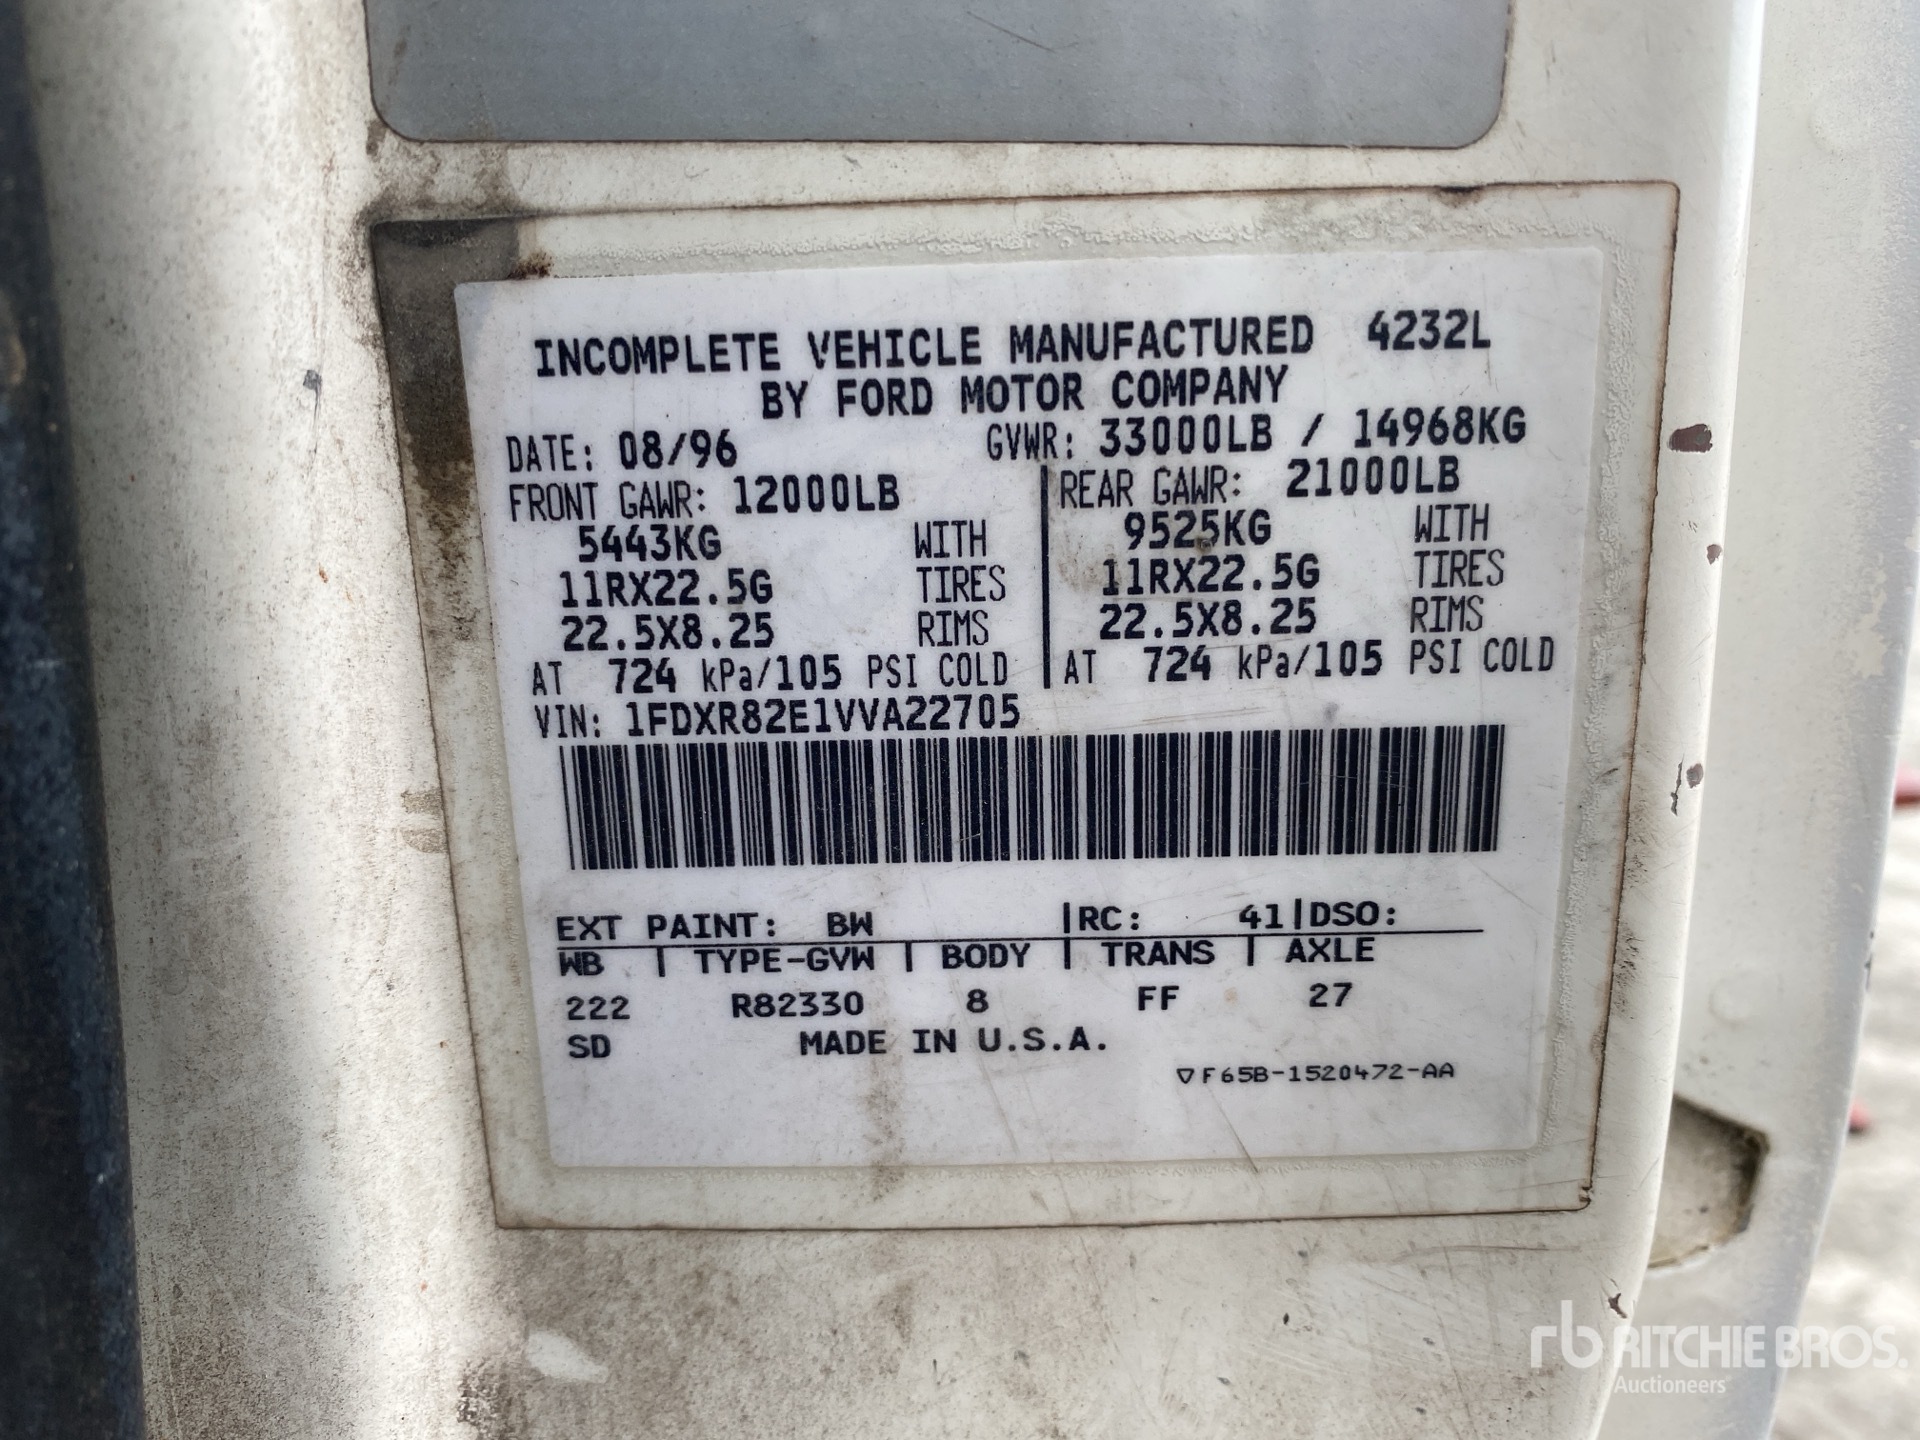 INCOMPLETE VEHICLE MANUFACTURED 4232L
BY FORD MOTOR COMPANY
DATE: 08/96 GVWR: 33000LB / 14968KG
FRONT GAWR: 12000LB REAR GAWR: 21000LB
5443KG WITH 9525KG WITH
11RX22.5G TIRES 11RX22.5G TIRES
22.5X8.25 RIMS 22.5X8.25 RIMS
AT 724 kPa/105 PSI COLD AT 724 kPa/105 PSI COLD
VIN: 1FDXR82E1VVA22705
EXT PAINT: BW |RC: 41|DSO:
WB | TYPE-GVW | BODY | TRANS | AXLE
222 R82330 8 FF 27
SD MADE IN U.S.A.
▽F65B-1520472-AA
rb RITCHIE BROS.
Auctioneers